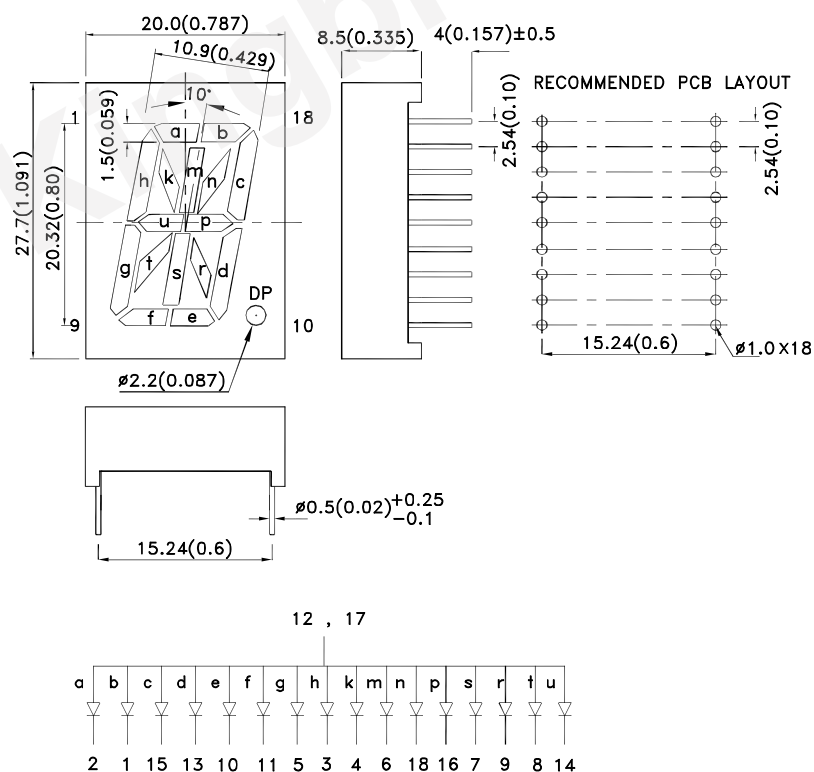 20.0(0.787)
10.9(0.429)
8.5(0.335)
4(0.157)±0.5
RECOMMENDED PCB LAYOUT
10°
1
18
1.5(0.059)
a
b
h
k
m
n
c
u
p
g
t
s
r
d
f
e
DP
9
10
27.7(1.091)
20.32(0.80)
2.54(0.10)
2.54(0.10)
15.24(0.6)
ø1.0X18
ø2.2(0.087)
ø0.5(0.02)+0.25
-0.1
15.24(0.6)
12 , 17
a b c d e f g h k m n p s r t u
2 1 15 13 10 11 5 3 4 6 18 16 7 9 8 14